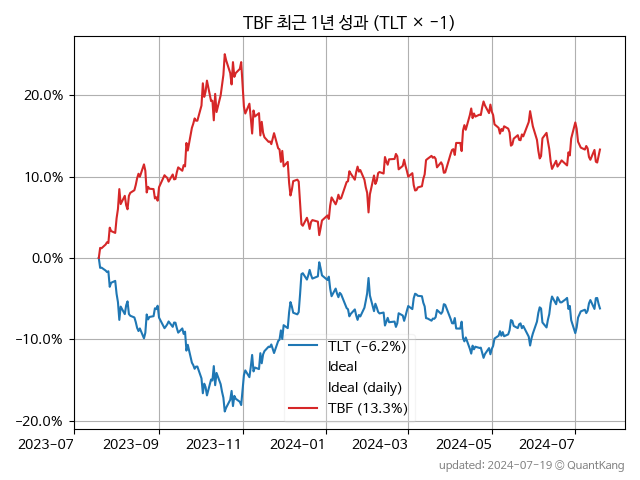 TBF 최근 1년 성과 (TLT × −1)
20.0%
10.0%
0.0%
−10.0%
−20.0%
TLT (−6.2%)
Ideal
Ideal (daily)
TBF (13.3%)
2023-07 2023-09 2023-11 2024-01 2024-03 2024-05 2024-07
updated: 2024-07-19 © QuantKang